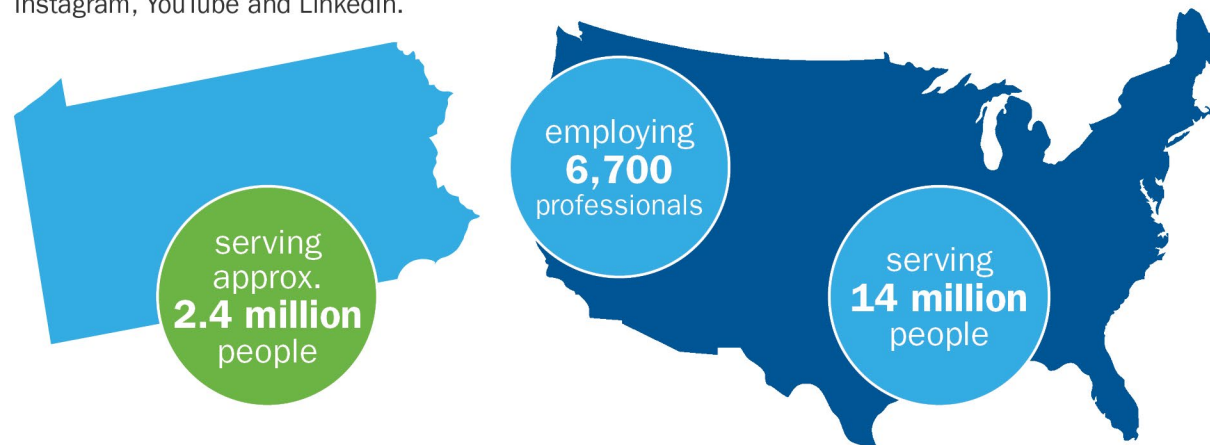 Instagram, YouTube and LinkedIn.
serving
approx.
2.4 million
people
employing
6,700
professionals
serving
14 million
people